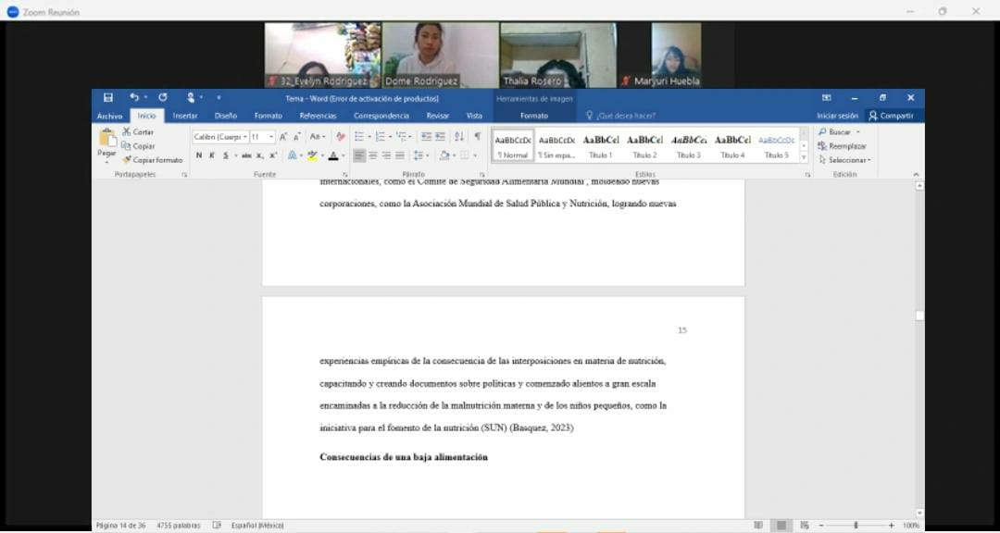 Zoom Reunión
32_Evelyn Rodriguez
Dome Rodriguez
Thalia Rosero
Maryuri Huebla
Tema - Word (Error de activación de productos)
Herramientas de imagen
Archivo Inicio Insertar Diseño Formato Referencias Correspondencia Revisar Vista Formato ¿Qué desea hacer? Iniciar sesión Compartir
Pegar
Cortar
Copiar
Copiar formato
Portapapeles
Calibri (Cuerp 11
N K S abc x₂ x²
Fuente
Párrafo
AaBbCcDc AaBbCcDc AaBbCcI AaBbCcI AaBbCc. AaBbCcI AaBbCcDc
¶ Normal ¶ Sin espa... Título 1 Título 2 Título 3 Título 4 Título 5
Estilos
Buscar
Reemplazar
Seleccionar
Edición
internacionales, como el Comité de Seguridad Alimentaria Mundial , moldeado nuevas
corporaciones, como la Asociación Mundial de Salud Pública y Nutrición, logrando nuevas
15
experiencias empíricas de la consecuencia de las interposiciones en materia de nutrición,
capacitando y creando documentos sobre políticas y comenzado alientos a gran escala
encaminadas a la reducción de la malnutrición materna y de los niños pequeños, como la
iniciativa para el fomento de la nutrición (SUN) (Basquez, 2023)
Consecuencias de una baja alimentación
Página 14 de 36 4755 palabras Español (México) 100%